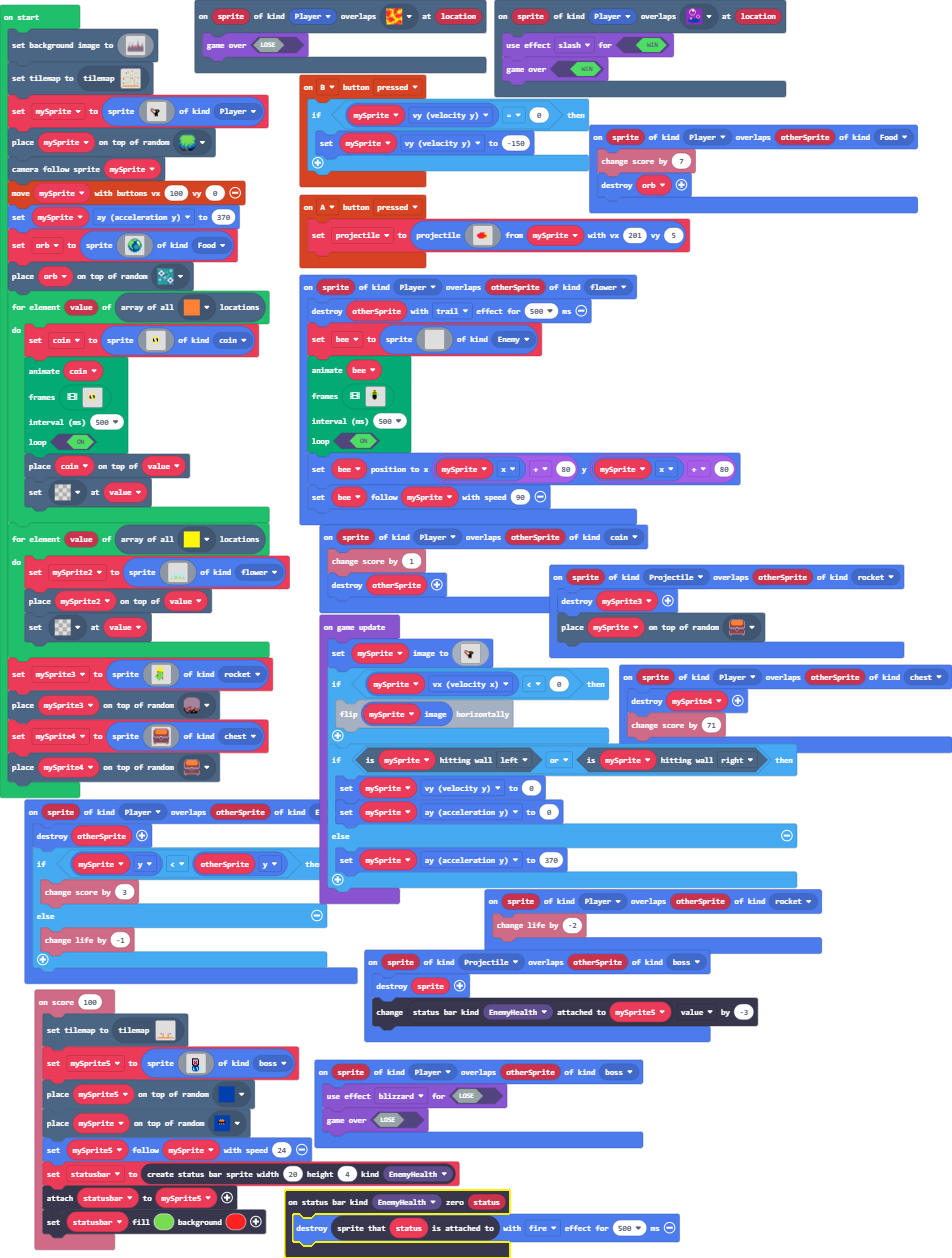 on start
set background image to
set tilemap to tilemap
set mySprite to sprite of kind Player
place mySprite on top of random
camera follow sprite mySprite
move mySprite with buttons vx 100 vy 0
set mySprite ay (acceleration y) to 370
set orb to sprite of kind Food
place orb on top of random
for element value of array of all locations
do
set coin to sprite of kind coin
animate coin
frames
interval (ms) 500
loop ON
place coin on top of value
set at value
for element value of array of all locations
do
set mySprite2 to sprite of kind flower
place mySprite2 on top of value
set at value
set mySprite3 to sprite of kind rocket
place mySprite3 on top of random
set mySprite4 to sprite of kind chest
place mySprite4 on top of random
on sprite of kind Player overlaps at location
game over LOSE
on sprite of kind Player overlaps at location
use effect slash for WIN
game over WIN
on B button pressed
if mySprite vy (velocity y) = 0 then
set mySprite vy (velocity y) to -150
on sprite of kind Player overlaps otherSprite of kind Food
change score by 7
destroy orb
on A button pressed
set projectile to projectile from mySprite with vx 201 vy 5
on sprite of kind Player overlaps otherSprite of kind flower
destroy otherSprite with trail effect for 500 ms
set bee to sprite of kind Enemy
animate bee
frames
interval (ms) 500
loop ON
set bee position to x mySprite x + 80 y mySprite x + 80
set bee follow mySprite with speed 90
on sprite of kind Player overlaps otherSprite of kind coin
change score by 1
destroy otherSprite
on sprite of kind Projectile overlaps otherSprite of kind rocket
destroy mySprite3
place mySprite on top of random
on game update
set mySprite image to
if mySprite vx (velocity x) < 0 then
flip mySprite image horizontally
if is mySprite hitting wall left or is mySprite hitting wall right then
set mySprite vy (velocity y) to 0
set mySprite ay (acceleration y) to 0
else
set mySprite ay (acceleration y) to 370
on sprite of kind Player overlaps otherSprite of kind chest
destroy mySprite4
change score by 71
on sprite of kind Player overlaps otherSprite of kind E
destroy otherSprite
if mySprite y < otherSprite y the
change score by 3
else
change life by -1
on sprite of kind Player overlaps otherSprite of kind rocket
change life by -2
on sprite of kind Projectile overlaps otherSprite of kind boss
destroy sprite
change status bar kind EnemyHealth attached to mySprite5 value by -3
on score 100
set tilemap to tilemap
set mySprite5 to sprite of kind boss
place mySprite5 on top of random
place mySprite on top of random
set mySprite5 follow mySprite with speed 24
set statusbar to create status bar sprite width 20 height 4 kind EnemyHealth
attach statusbar to mySprite5
set statusbar fill background
on sprite of kind Player overlaps otherSprite of kind boss
use effect blizzard for LOSE
game over LOSE
on status bar kind EnemyHealth zero status
destroy sprite that status is attached to with fire effect for 500 ms